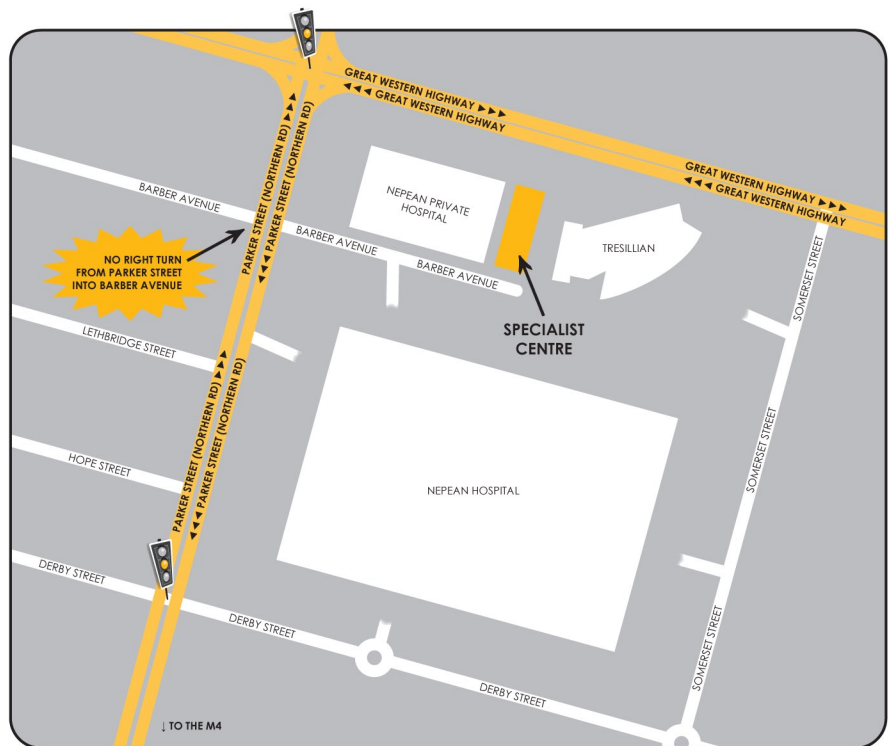 GREAT WESTERN HIGHWAY ►►►
◄◄◄ GREAT WESTERN HIGHWAY
GREAT WESTERN HIGHWAY ►►►
◄◄◄ GREAT WESTERN HIGHWAY
PARKER STREET (NORTHERN RD) ►►►
◄◄◄ PARKER STREET (NORTHERN RD)
BARBER AVENUE
NEPEAN PRIVATE
HOSPITAL
BARBER AVENUE
BARBER AVENUE
TRESILLIAN
NO RIGHT TURN
FROM PARKER STREET
INTO BARBER AVENUE
SPECIALIST
CENTRE
SOMERSET STREET
LETHBRIDGE STREET
PARKER STREET (NORTHERN RD) ►►►
◄◄◄ PARKER STREET (NORTHERN RD)
SOMERSET STREET
HOPE STREET
NEPEAN HOSPITAL
DERBY STREET
DERBY STREET
SOMERSET STREET
DERBY STREET
↓ TO THE M4